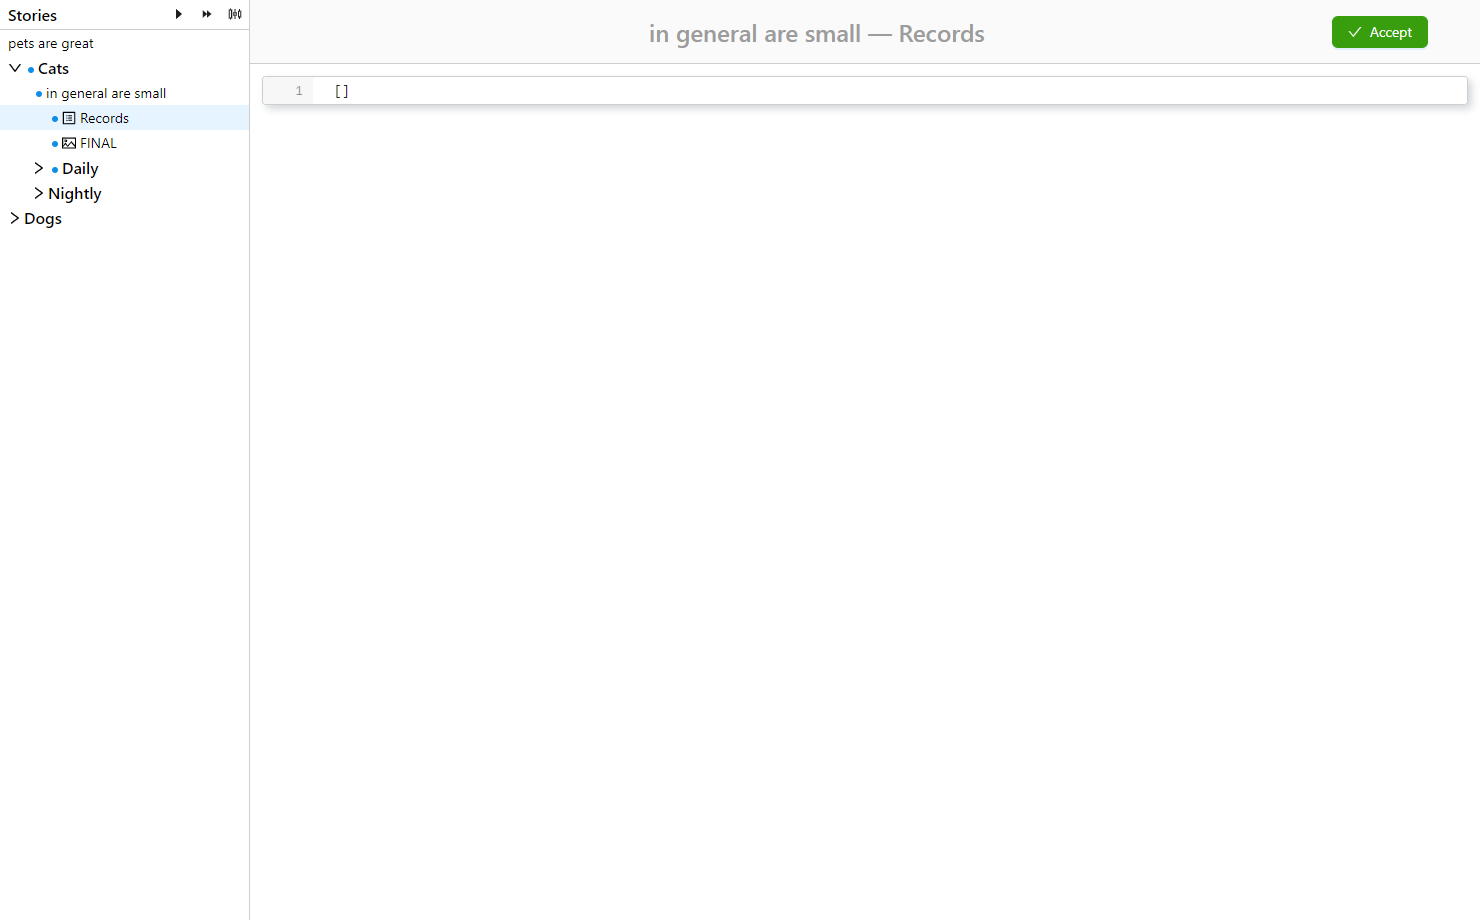 Stories
pets are great
Cats
in general are small
Records
FINAL
Daily
Nightly
Dogs
in general are small — Records
Accept
1 []